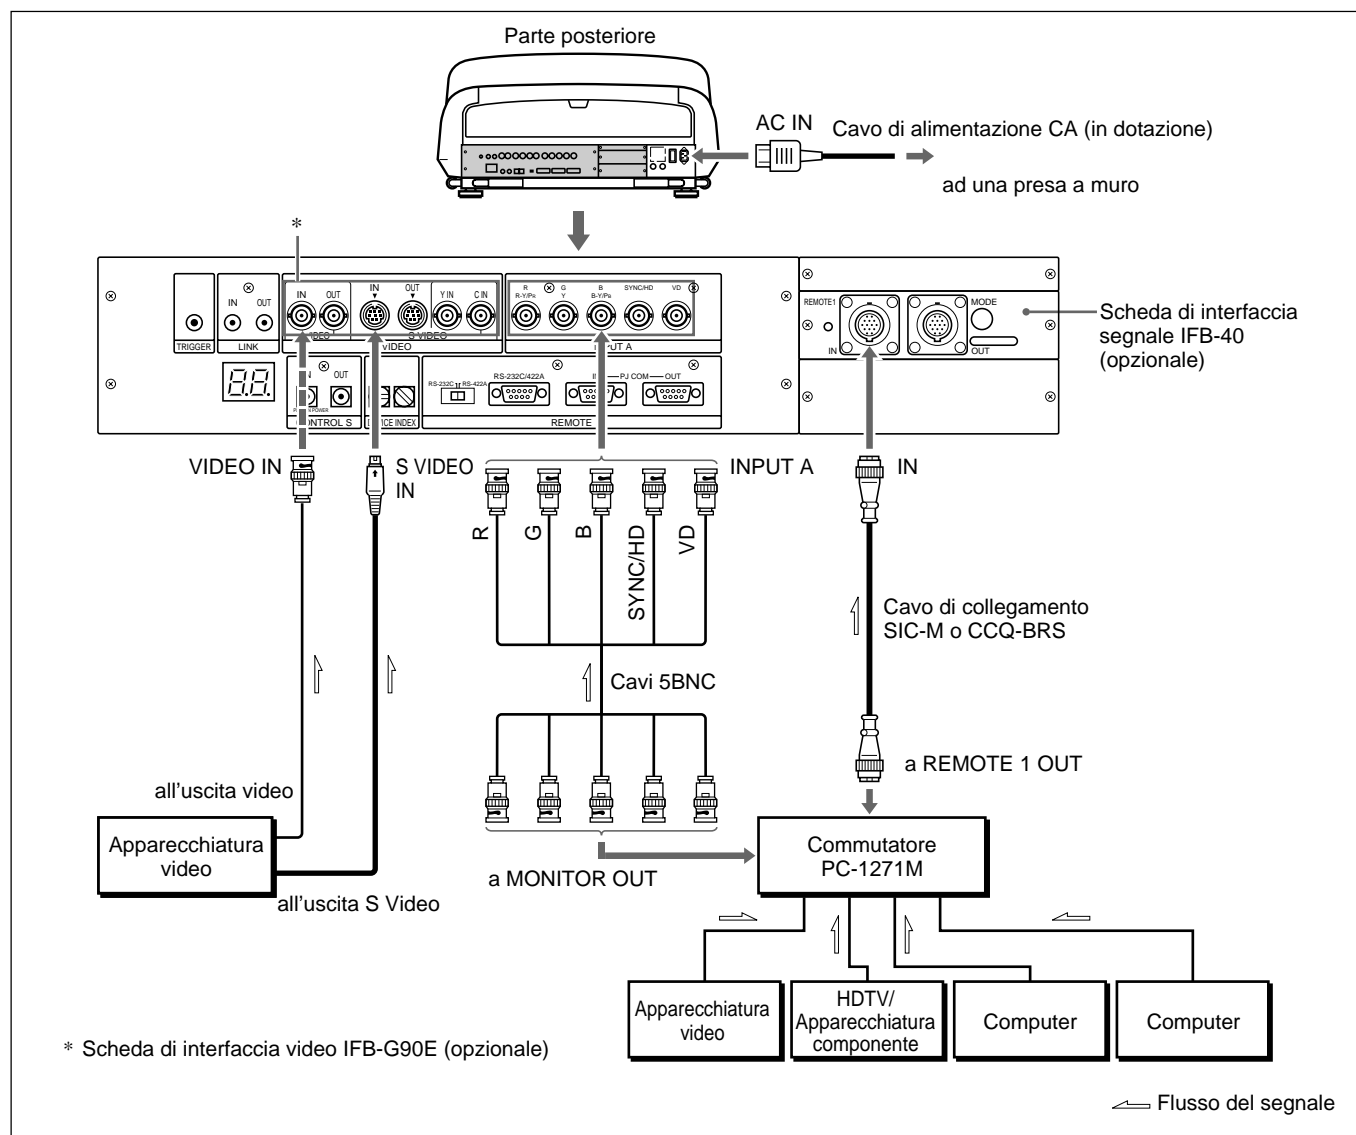 Parte posteriore
AC IN
Cavo di alimentazione CA (in dotazione)
ad una presa a muro
*
TRIGGER
IN OUT
LINK
IN OUT
VIDEO
IN OUT
S VIDEO
Y IN C IN
VIDEO
R
R-Y/PR
G
Y
B
B-Y/PB
SYNC/HD
VD
INPUT A
REMOTE1
IN
MODE
OUT
Scheda di interfaccia
segnale IFB-40
(opzionale)
OUT
CONTROL S
DEVICE INDEX
RS-232C RS-422A
RS-232C/422A
IN PJ COM OUT
REMOTE
VIDEO IN
S VIDEO
IN
INPUT A
IN
R
G
B
SYNC/HD
VD
Cavo di collegamento
SIC-M o CCQ-BRS
Cavi 5BNC
a REMOTE 1 OUT
all'uscita video
Apparecchiatura
video
all'uscita S Video
a MONITOR OUT
Commutatore
PC-1271M
Apparecchiatura
video
HDTV/
Apparecchiatura
componente
Computer
Computer
* Scheda di interfaccia video IFB-G90E (opzionale)
Flusso del segnale